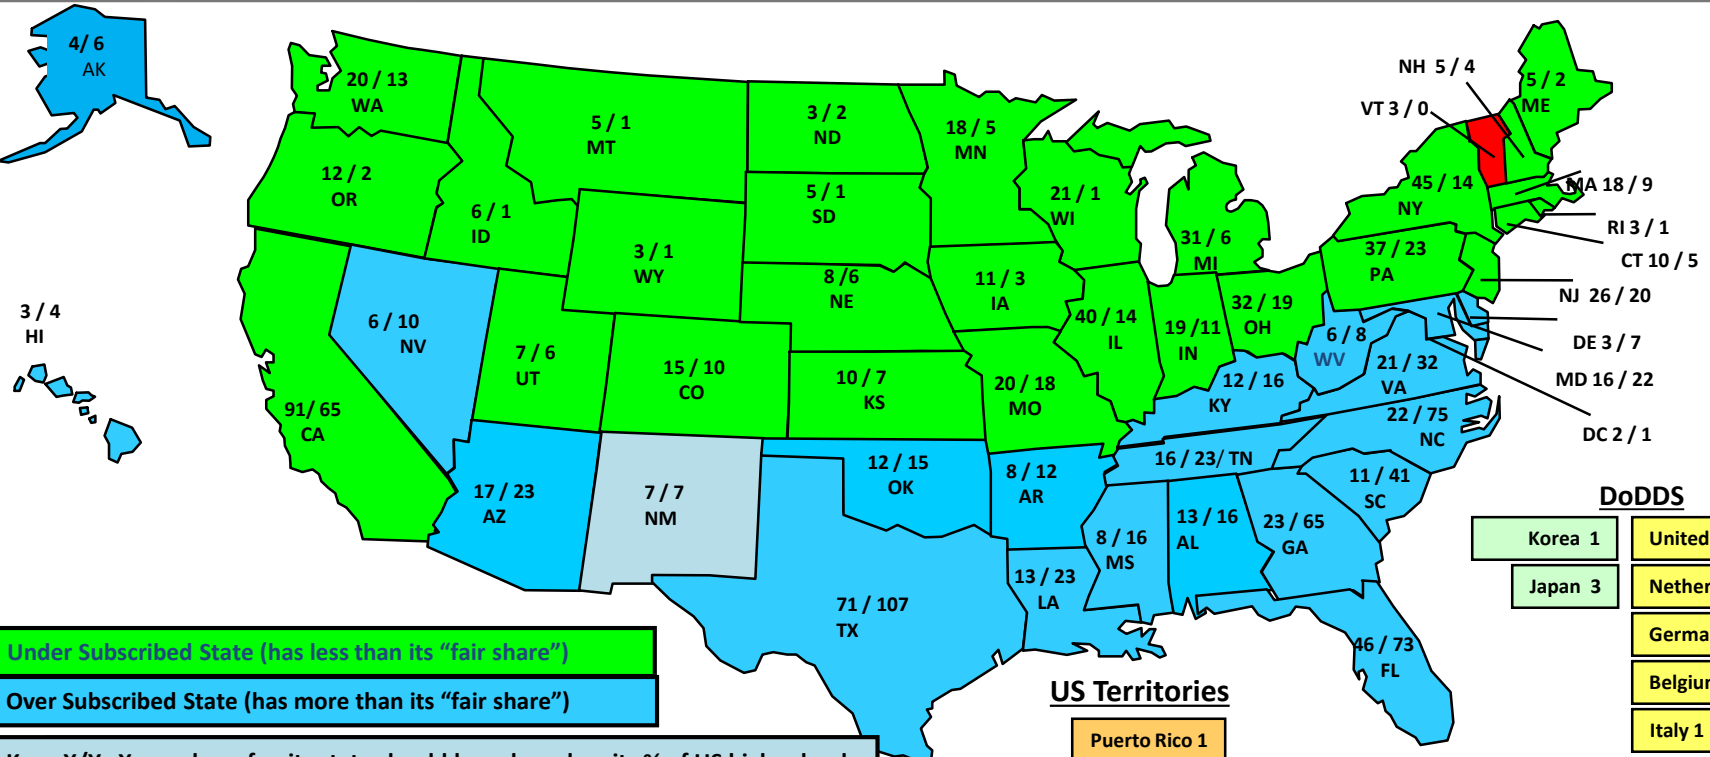 4/ 6
AK
20 / 13
WA
5 / 1
MT
3 / 2
ND
18 / 5
MN
NH 5 / 4
VT 3 / 0
5 / 2
ME
12 / 2
OR
6 / 1
ID
5 / 1
SD
21 / 1
WI
45 / 14
NY
MA 18 / 9
RI 3 / 1
CT 10 / 5
3 / 1
WY
31 / 6
MI
37 / 23
PA
8 /6
NE
11 / 3
IA
NJ 26 / 20
3 / 4
HI
6 / 10
NV
40 / 14
IL
19 /11
IN
32 / 19
OH
6 / 8
WV
DE 3 / 7
7 / 6
UT
15 / 10
CO
10 / 7
KS
20 / 18
MO
12 / 16
KY
21 / 32
VA
MD 16 / 22
91/ 65
CA
22 / 75
NC
DC 2 / 1
17 / 23
AZ
7 / 7
NM
12 / 15
OK
8 / 12
AR
16 / 23/ TN
11 / 41
SC
8 / 16
MS
13 / 16
AL
23 / 65
GA
71 / 107
TX
13 / 23
LA
46 / 73
FL
DoDDS
Korea 1
Japan 3
United
Italy 1
Under Subscribed State (has less than its “fair share”)
Over Subscribed State (has more than its “fair share”)
US Territories
Puerto Rico 1